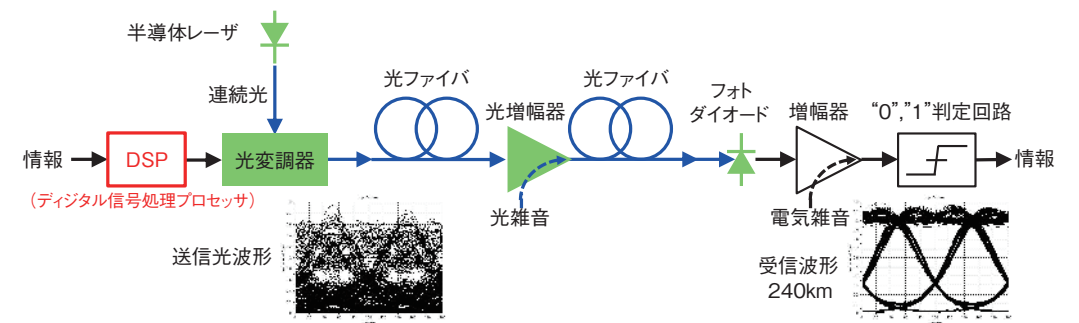 半導体レーザ
連続光
光ファイバ
光増幅器
光ファイバ
フォト
ダイオード
増幅器
“0”,”1”判定回路
情報
DSP
光変調器
情報
（ディジタル信号処理プロセッサ）
光雑音
電気雑音
送信光波形
受信波形
240km